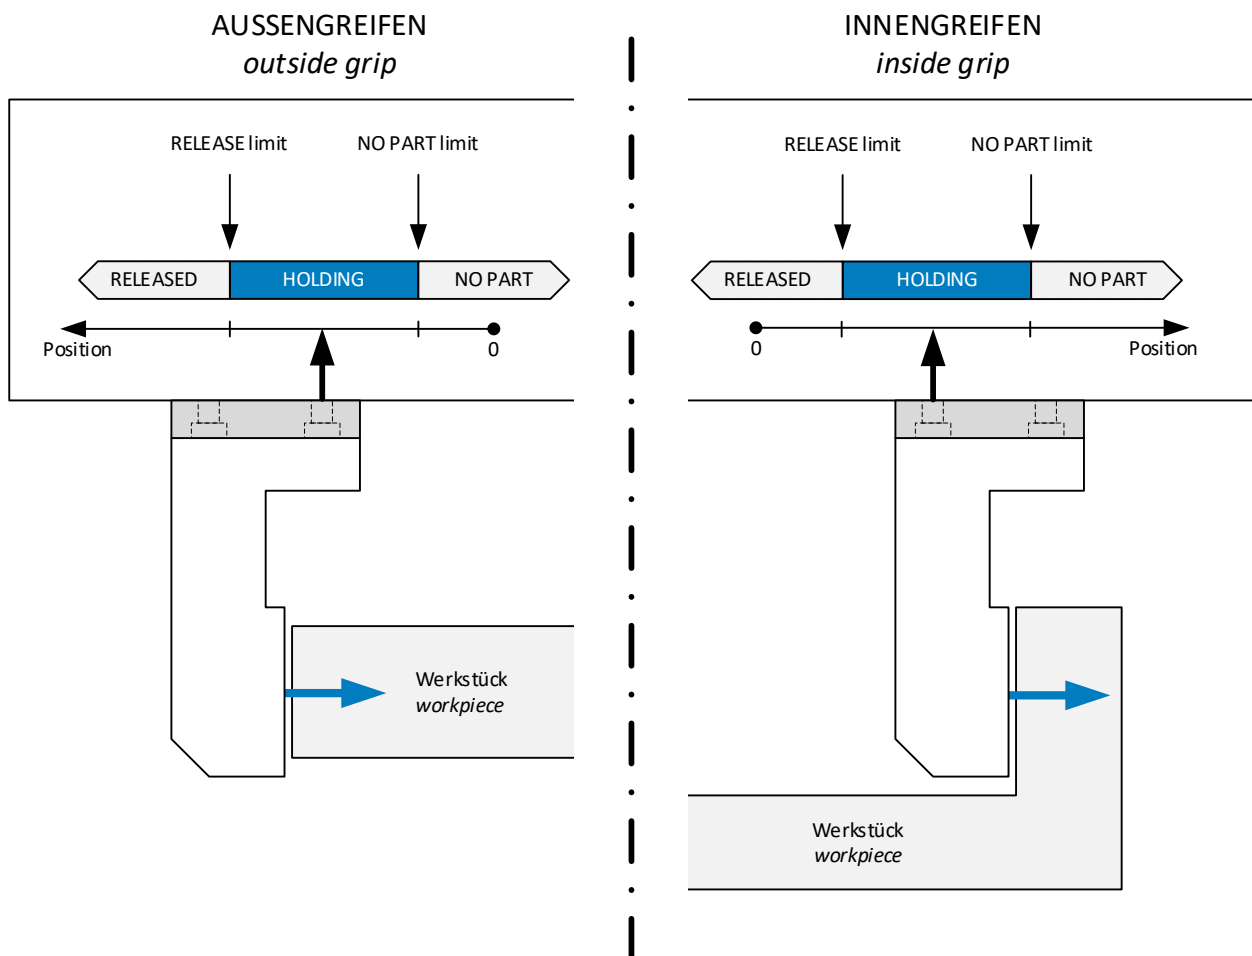 AUSSENGREIFEN
outside grip
RELEASE limit
NO PART limit
RELEASED
HOLDING
NO PART
Position
0
Werkstück
workpiece
INNENGREIFEN
inside grip
RELEASE limit
NO PART limit
RELEASED
HOLDING
NO PART
0
Position
Werkstück
workpiece